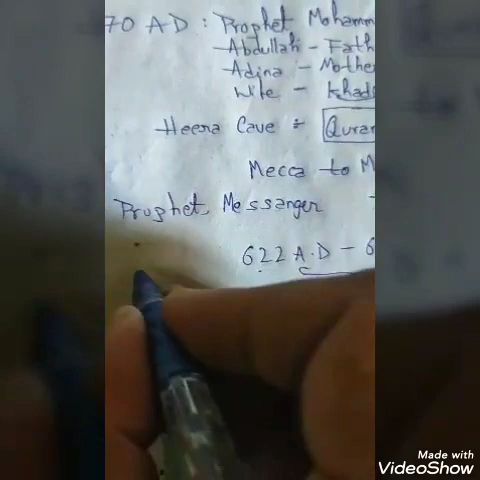 70 AD : Prophet Mohamm
Abdullah - Fath
Adina - Mothe
Wife - Khad
Heera Cave : Quran
Mecca to M
Prophet, Messanger
622 A.D - 6
Made with
VideoShow